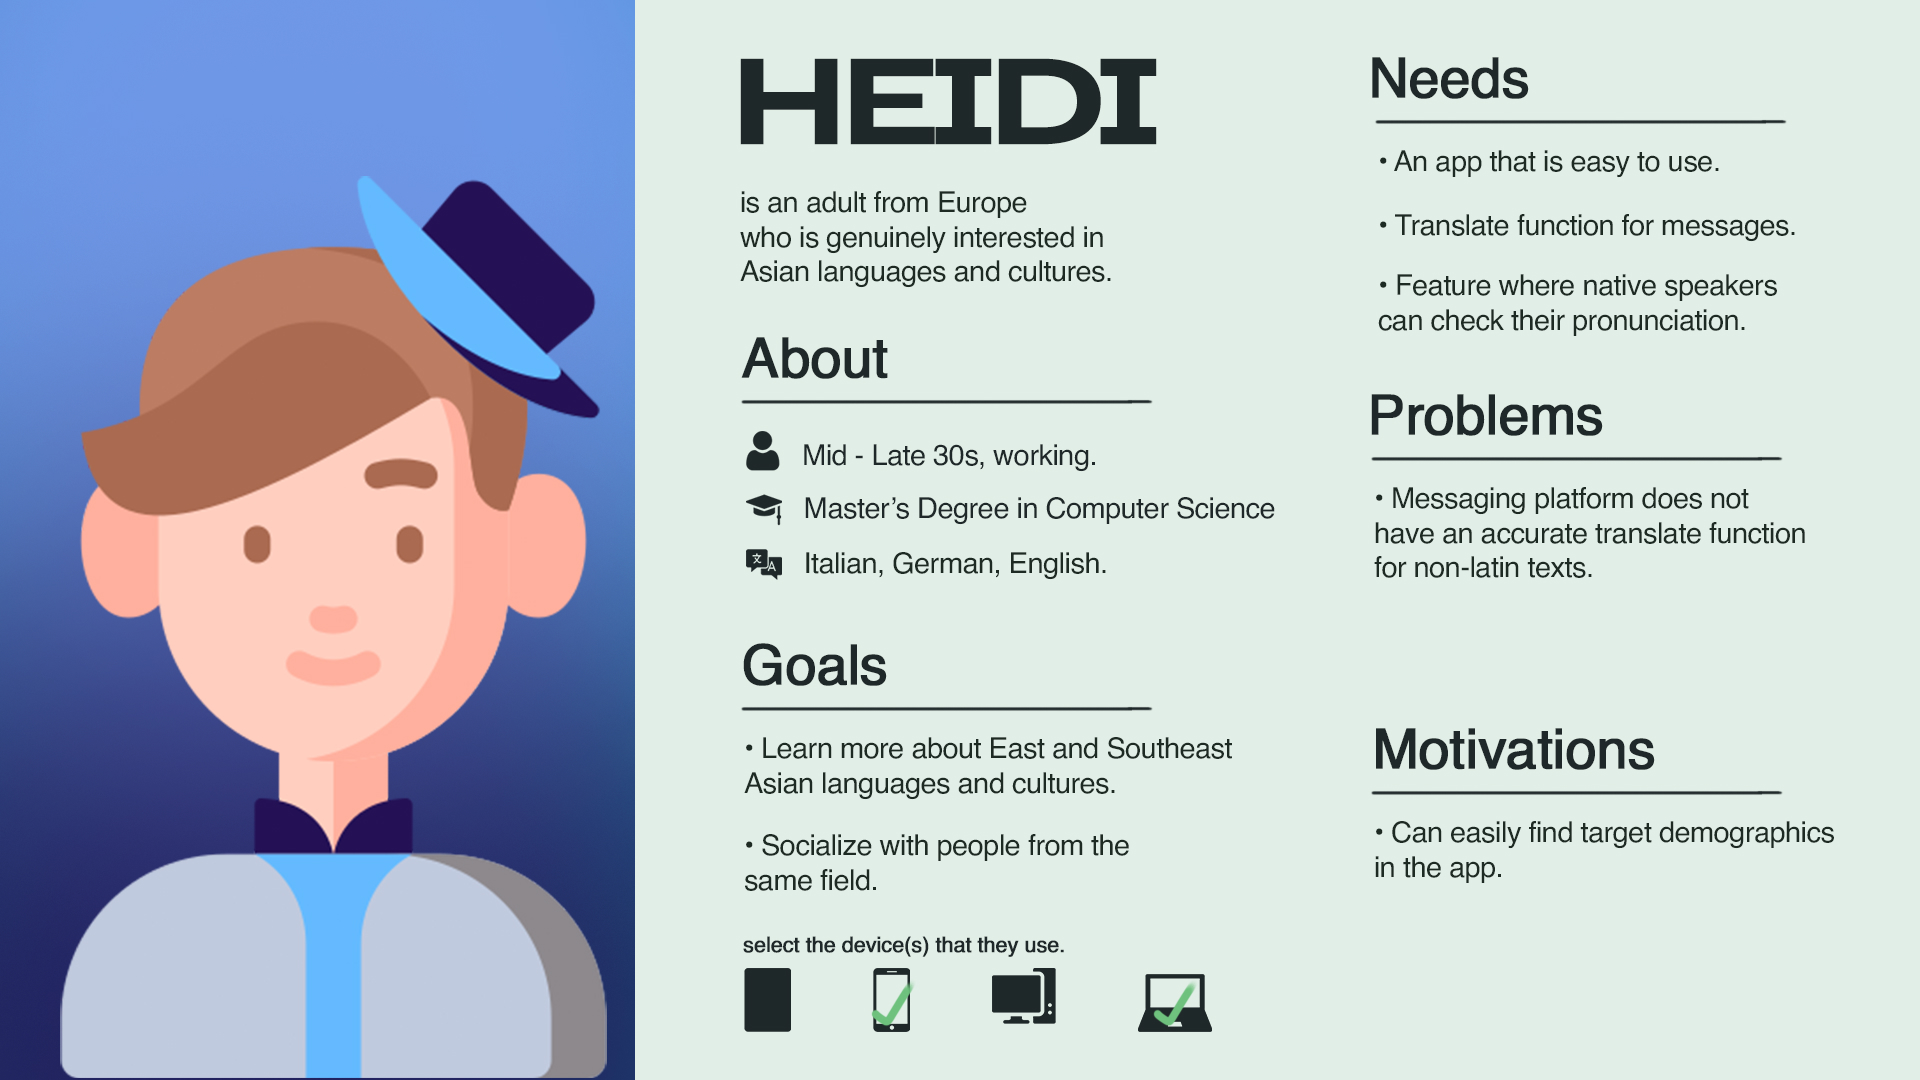 HEIDI
is an adult from Europe
who is genuinely interested in
Asian languages and cultures.
About
Mid - Late 30s, working.
Master’s Degree in Computer Science
文 A
Italian, German, English.
Goals
• Learn more about East and Southeast
Asian languages and cultures.
• Socialize with people from the
same field.
select the device(s) that they use.
Needs
• An app that is easy to use.
• Translate function for messages.
• Feature where native speakers
can check their pronunciation.
Problems
• Messaging platform does not
have an accurate translate function
for non-latin texts.
Motivations
• Can easily find target demographics
in the app.